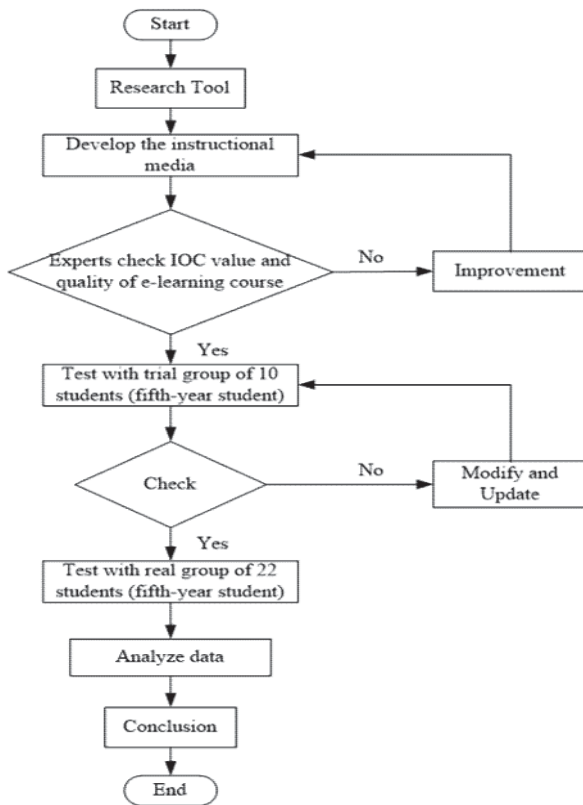 Start
Research Tool
Develop the instructional
media
Experts check IOC value and
quality of e-learning course
No
Improvement
Yes
Test with trial group of 10
students (fifth-year student)
Check
No
Modify and
Update
Yes
Test with real group of 22
students (fifth-year student)
Analyze data
Conclusion
End